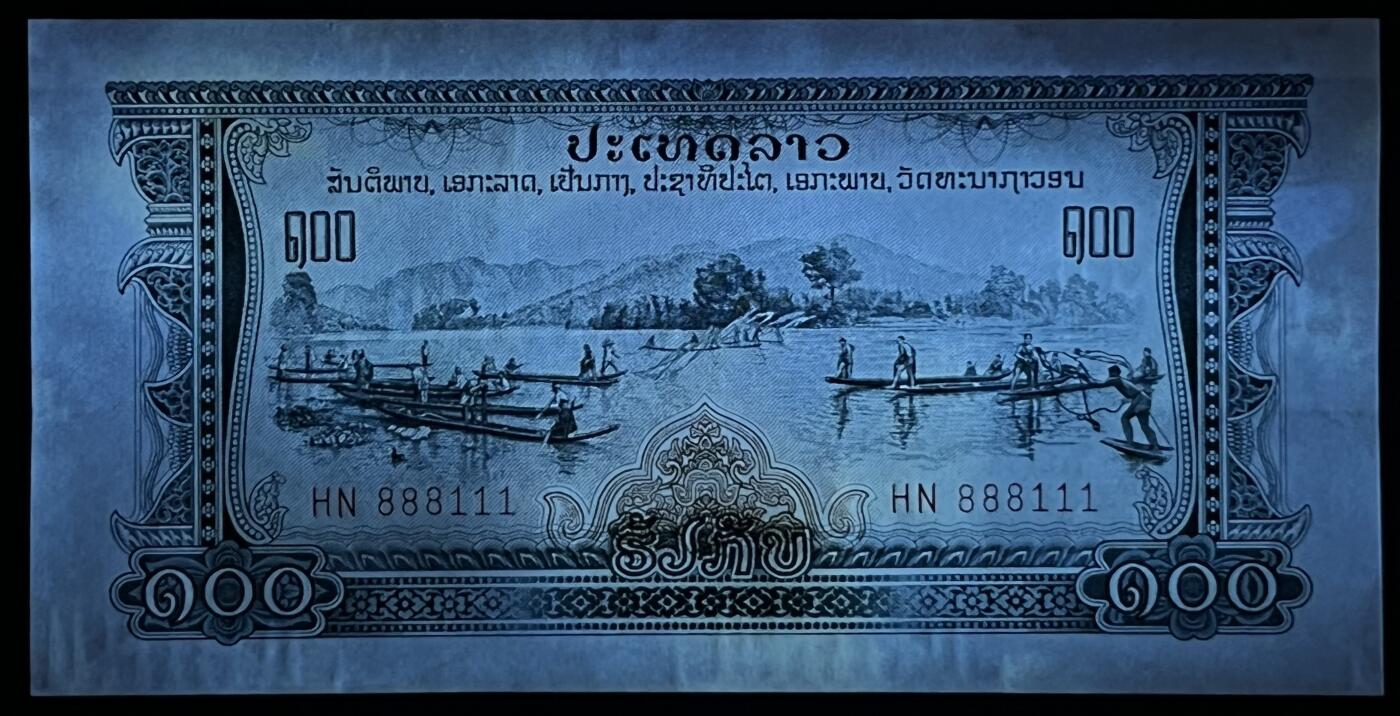 ປະເທດລາວ
ສັນຕິພາບ, ເອກະລາດ, ເປັນກາງ, ປະຊາທິປະໄຕ, ເອກະພາບ, ວັດທະນາຖາວອນ
໑໐໐ ໑໐໐
HN 888111 HN 888111
ຮ້ອຍກີບ
໑໐໐ ໑໐໐